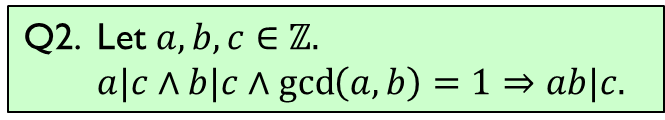 Q2. Let 𝑎, 𝑏, 𝑐 ∈ ℤ.
𝑎|𝑐 ∧ 𝑏|𝑐 ∧ gcd(𝑎, 𝑏) = 1 ⇒ 𝑎𝑏|𝑐.